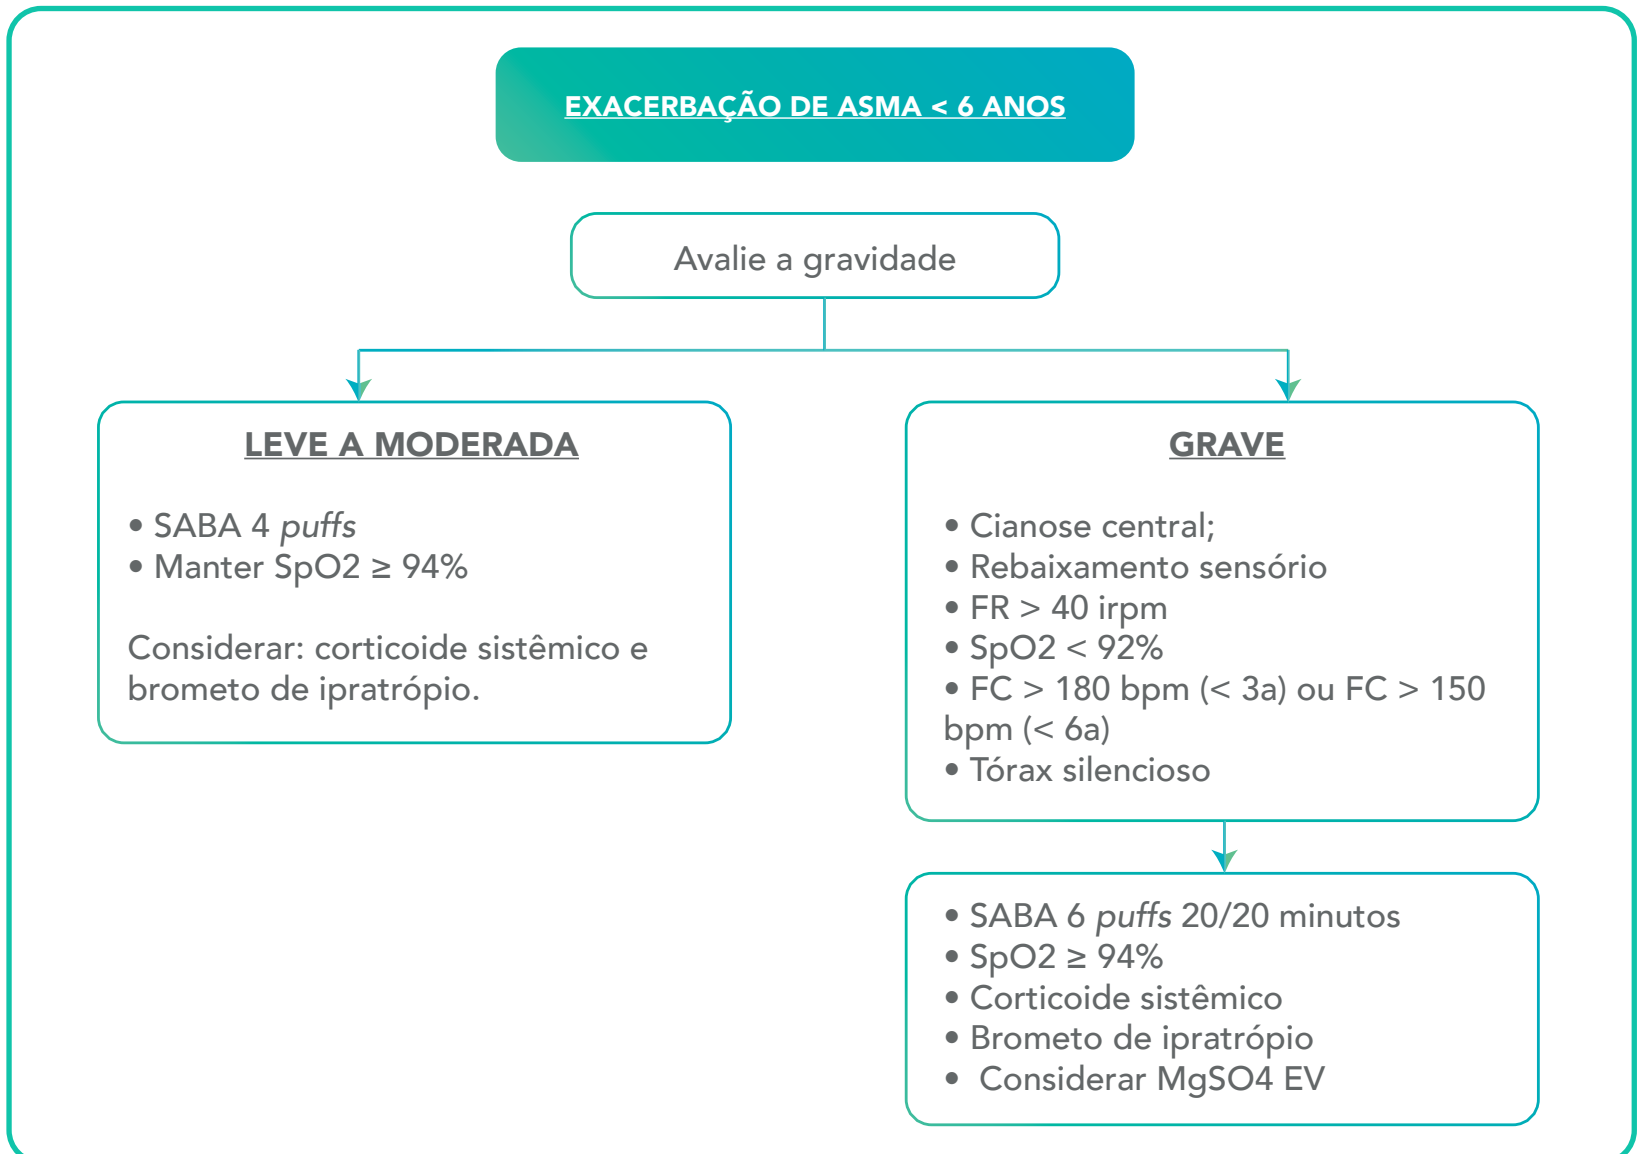 EXACERBAÇÃO DE ASMA < 6 ANOS
Avalie a gravidade
LEVE A MODERADA
• SABA 4 puffs
• Manter SpO2 ≥ 94%
Considerar: corticoide sistêmico e
brometo de ipratrópio.
GRAVE
• Cianose central;
• Rebaixamento sensório
• FR > 40 irpm
• SpO2 < 92%
• FC > 180 bpm (< 3a) ou FC > 150
bpm (< 6a)
• Tórax silencioso
• SABA 6 puffs 20/20 minutos
• SpO2 ≥ 94%
• Corticoide sistêmico
• Brometo de ipratrópio
• Considerar MgSO4 EV